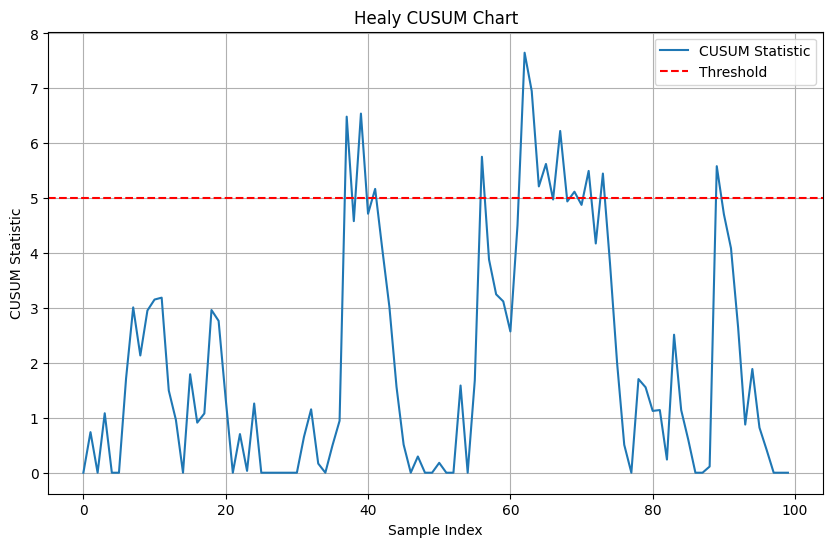 Healy CUSUM Chart
CUSUM Statistic
Threshold
8
7
6
5
4
3
2
1
0
CUSUM Statistic
0 20 40 60 80 100
Sample Index